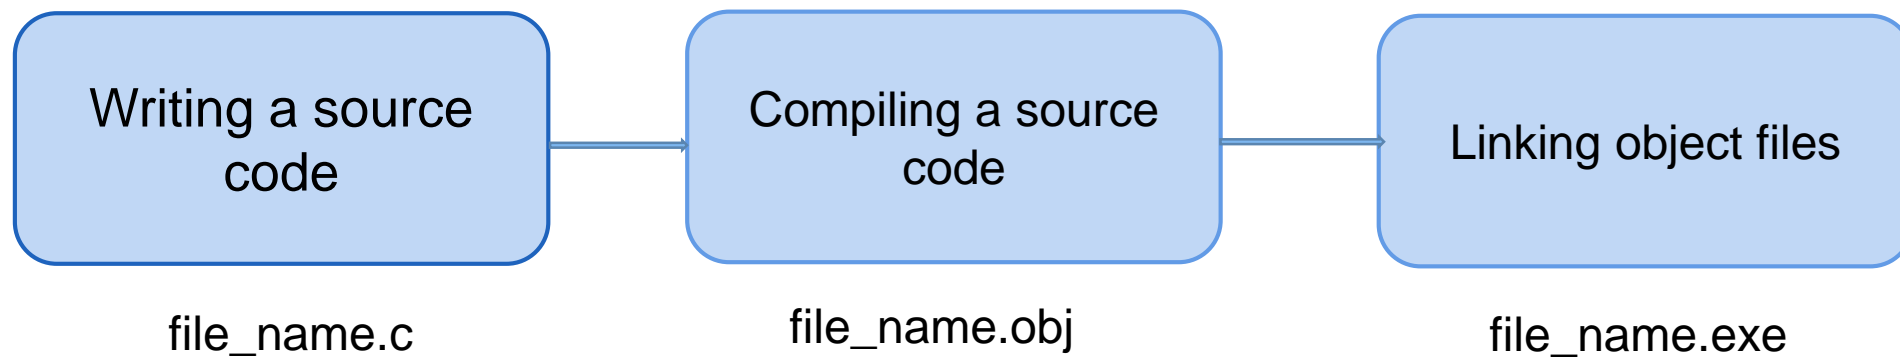 Writing a source
code
Compiling a source
code
Linking object files
file_name.c
file_name.obj
file_name.exe